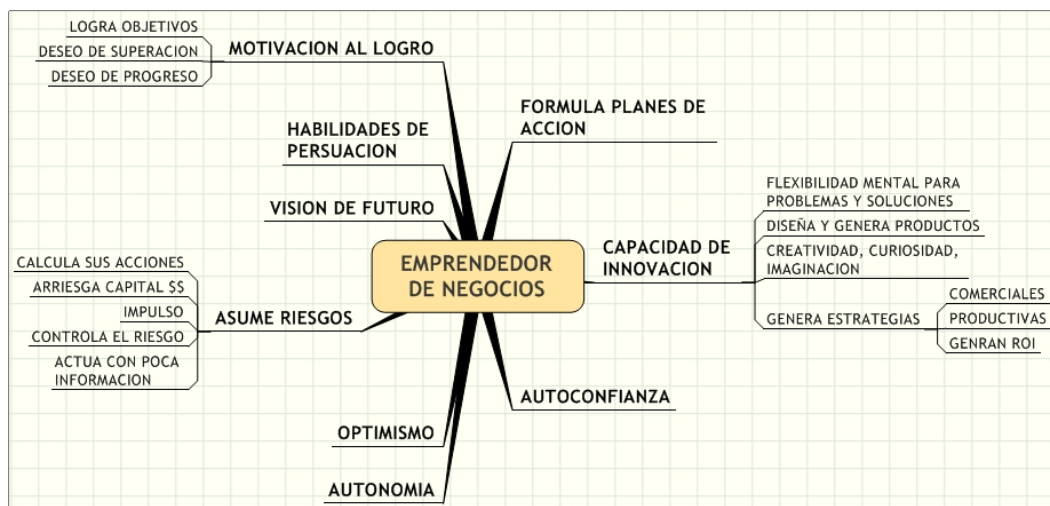 LOGRA OBJETIVOS
DESEO DE SUPERACION
DESEO DE PROGRESO
MOTIVACION AL LOGRO
HABILIDADES DE
PERSUACION
VISION DE FUTURO
CALCULA SUS ACCIONES
ARRIESGA CAPITAL $$
IMPULSO
CONTROLA EL RIESGO
ACTUA CON POCA
INFORMACION
ASUME RIESGOS
OPTIMISMO
AUTONOMIA
EMPRENDEDOR
DE NEGOCIOS
FORMULA PLANES DE
ACCION
CAPACIDAD DE
INNOVACION
FLEXIBILIDAD MENTAL PARA
PROBLEMAS Y SOLUCIONES
DISEÑA Y GENERA PRODUCTOS
CREATIVIDAD, CURIOSIDAD,
IMAGINACION
GENERA ESTRATEGIAS
COMERCIALES
PRODUCTIVAS
GENRAN ROI
AUTOCONFIANZA